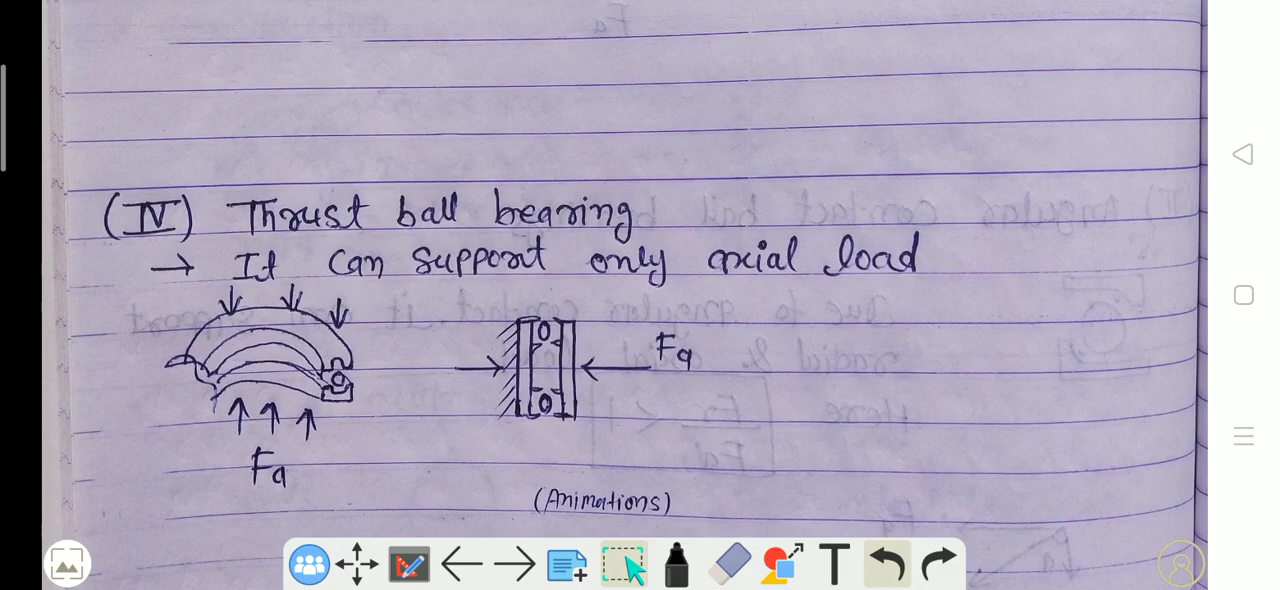 (IV) Thrust ball bearing
→ It can support only axial load
Fa
Fa
(Animations)
T